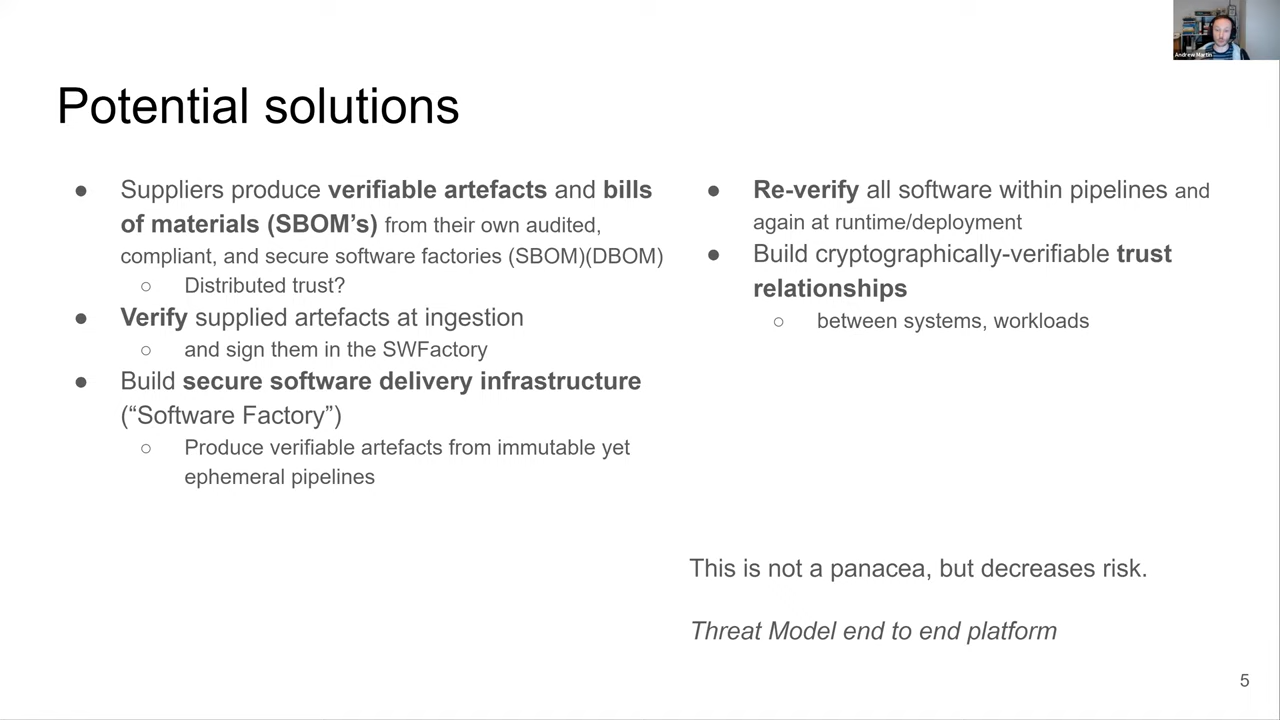 Andrew Martin
Potential solutions
● Suppliers produce verifiable artefacts and bills
of materials (SBOM’s) from their own audited,
compliant, and secure software factories (SBOM)(DBOM)
○ Distributed trust?
● Verify supplied artefacts at ingestion
○ and sign them in the SWFactory
● Build secure software delivery infrastructure
(“Software Factory”)
○ Produce verifiable artefacts from immutable yet
ephemeral pipelines
● Re-verify all software within pipelines and
again at runtime/deployment
● Build cryptographically-verifiable trust
relationships
○ between systems, workloads
This is not a panacea, but decreases risk.
Threat Model end to end platform
5